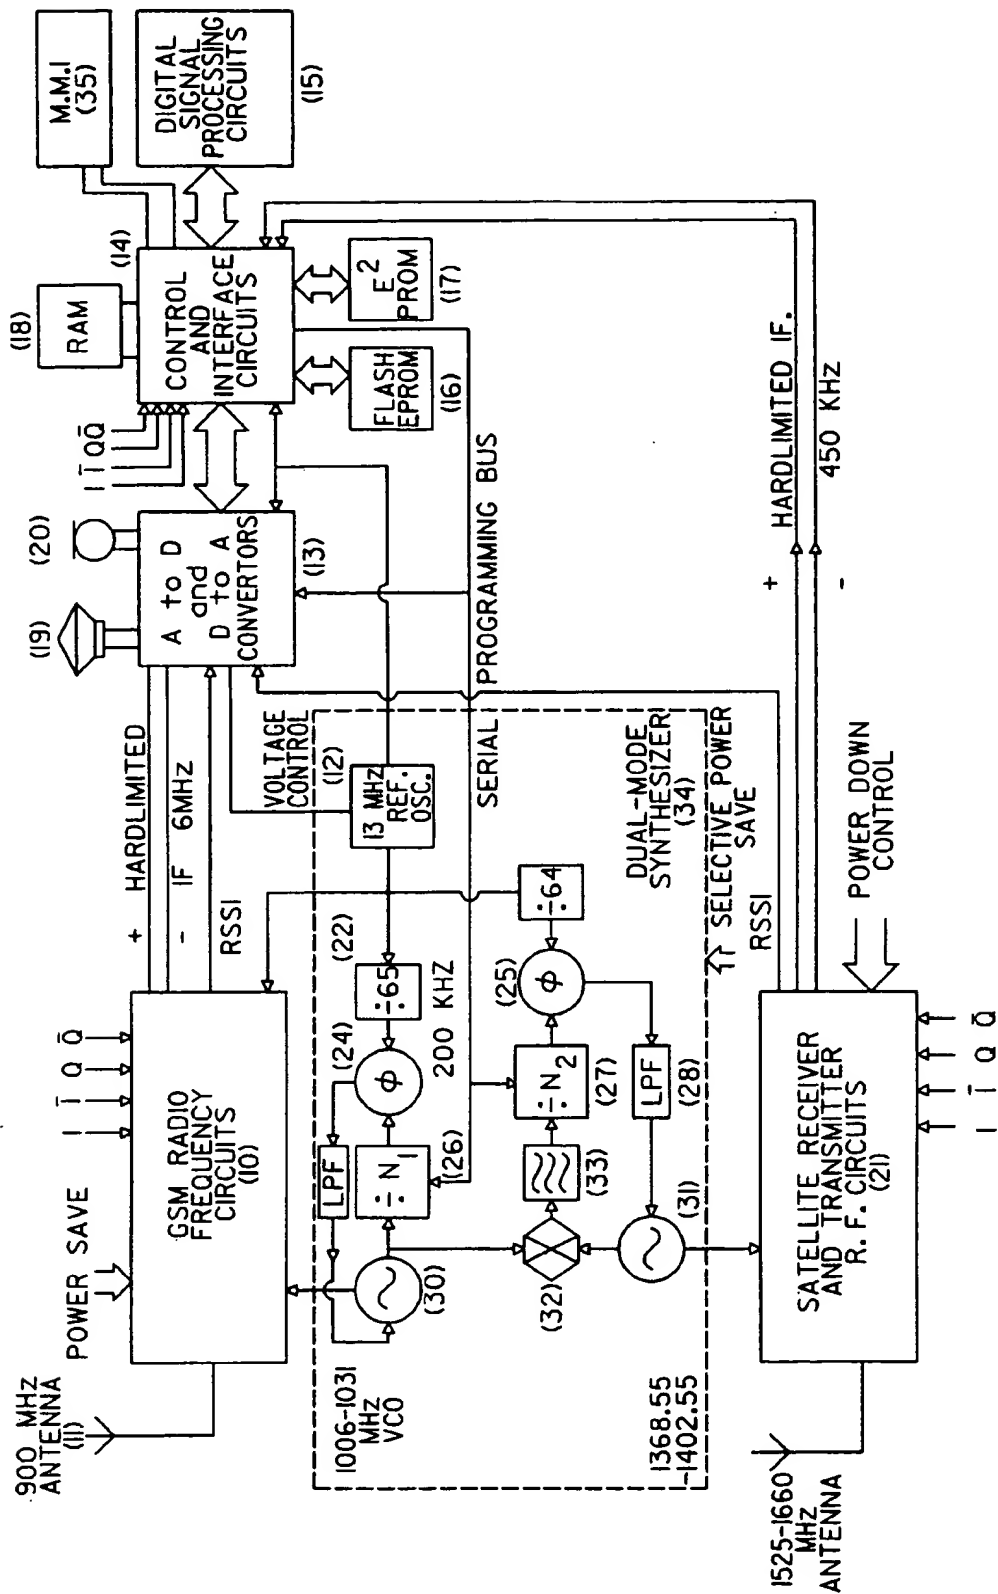 900 MHz
ANTENNA
(11)
POWER SAVE
I Ī Q Q̄
GSM RADIO
FREQUENCY
CIRCUITS
(10)
+ HARDLIMITED
- IF 6MHz
RSSI
(19)
(20)
A to D
and
D to A
CONVERTORS
(13)
I Ī Q Q̄
(18)
RAM
(14)
CONTROL
AND
INTERFACE
CIRCUITS
M.M.I
(35)
DIGITAL
SIGNAL
PROCESSING
CIRCUITS
(15)
FLASH
EPROM
(16)
E²
PROM
(17)
VOLTAGE
CONTROL
(12)
13 MHz
REF.
OSC.
SERIAL PROGRAMMING BUS
1006-1031
MHz
VCO
(30)
LPF
÷N₁
(26)
(24)
ϕ
(22)
÷65
200 KHZ
(32)
(33)
÷N₂
(27)
(25)
ϕ
÷64
LPF
(28)
(31)
1368.55
-1402.55
DUAL-MODE
SYNTHESIZER
(34)
SELECTIVE POWER
SAVE
RSSI
1525-1660
MHz
ANTENNA
SATELLITE RECEIVER
AND TRANSMITTER
R. F. CIRCUITS
(21)
I Ī Q Q̄
POWER DOWN
CONTROL
+ HARDLIMITED IF.
- 450 KHz